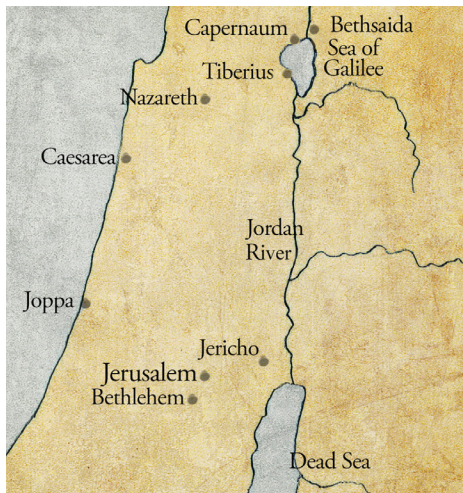 Capernaum
Bethsaida
Sea of
Galilee
Tiberius
Nazareth
Caesarea
Jordan
River
Joppa
Jericho
Jerusalem
Bethlehem
Dead Sea